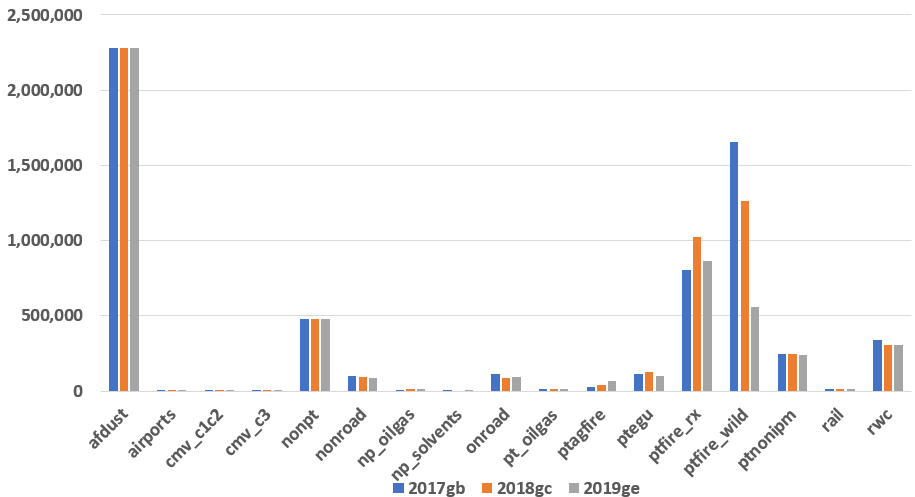 2,500,000
2,000,000
1,500,000
1,000,000
500,000
0
afdust
airports
cmv_c1c2
cmv_c3
nonpt
nonroad
np_oilgas
np_solvents
onroad
pt_oilgas
ptagfire
ptegu
ptfire_rx
ptfire_wild
ptnonipm
rail
rwc
2017gb 2018gc 2019ge